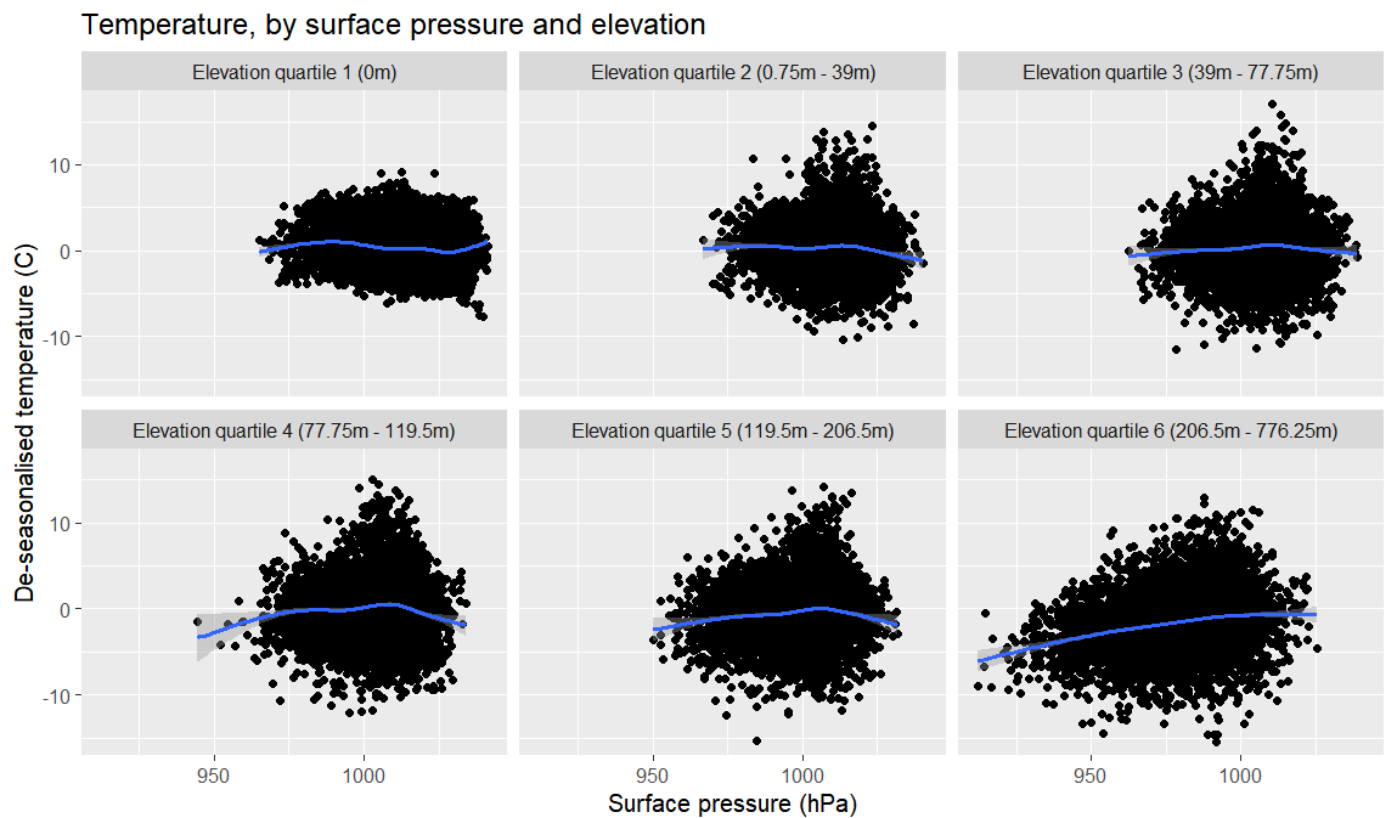 Temperature, by surface pressure and elevation
Elevation quartile 1 (0m)
Elevation quartile 2 (0.75m - 39m)
Elevation quartile 3 (39m - 77.75m)
10
0
-10
Elevation quartile 4 (77.75m - 119.5m)
Elevation quartile 5 (119.5m - 206.5m)
Elevation quartile 6 (206.5m - 776.25m)
10
0
-10
De-seasonalised temperature (C)
950
1000
950
1000
950
1000
Surface pressure (hPa)